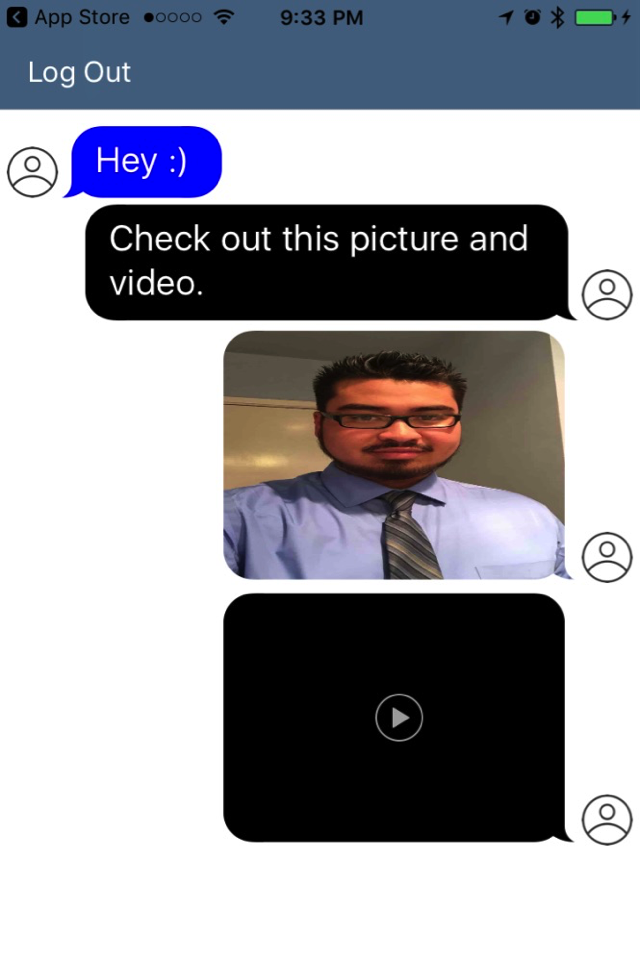 App Store 9:33 PM
Log Out
Hey :)
Check out this picture and
video.